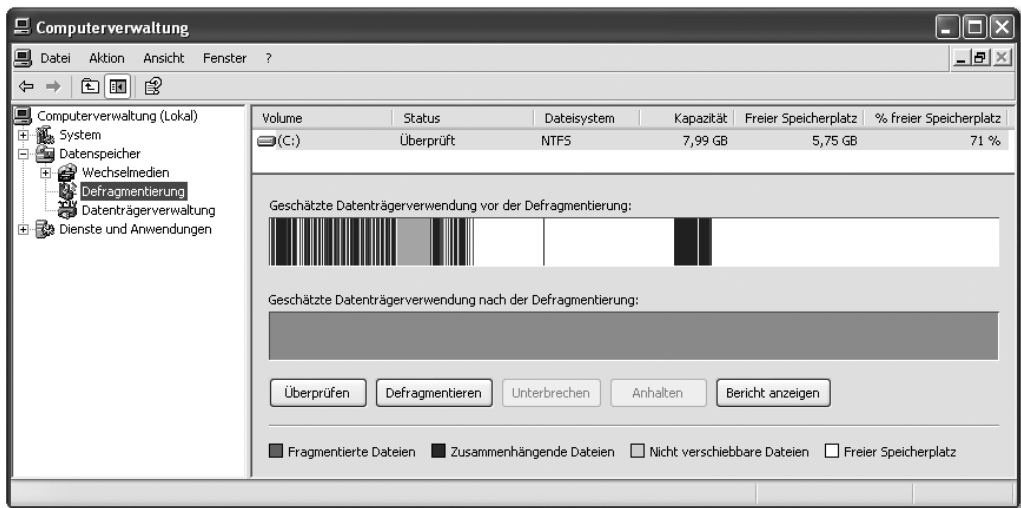 Computerverwaltung
Datei Aktion Ansicht Fenster ?
Computerverwaltung (Lokal)
System
Datenspeicher
Wechselmedien
Defragmentierung
Datenträgerverwaltung
Dienste und Anwendungen
Volume Status Dateisystem Kapazität Freier Speicherplatz % freier Speicherplatz
(C:) Überprüft NTFS 7,99 GB 5,75 GB 71 %
Geschätzte Datenträgerverwendung vor der Defragmentierung:
Geschätzte Datenträgerverwendung nach der Defragmentierung:
Überprüfen Defragmentieren Unterbrechen Anhalten Bericht anzeigen
Fragmentierte Dateien Zusammenhängende Dateien Nicht verschiebbare Dateien Freier Speicherplatz